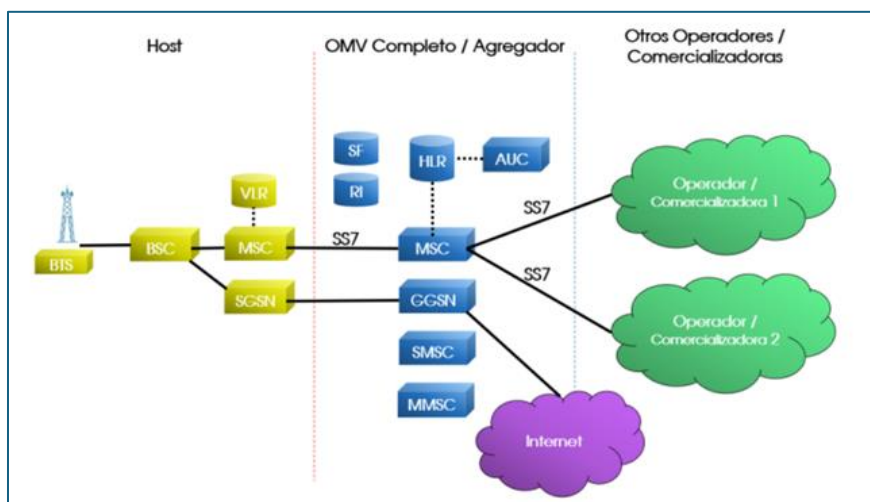 Host
OMV Completo / Agregador
Otros Operadores /
Comercializadoras
SF
HLR
AUC
VLR
RI
SS7
Operador /
Comercializadora 1
BTS
BSC
MSC
SS7
MSC
SS7
SGSN
GGSN
Operador /
Comercializadora 2
SMSC
MMSC
Internet